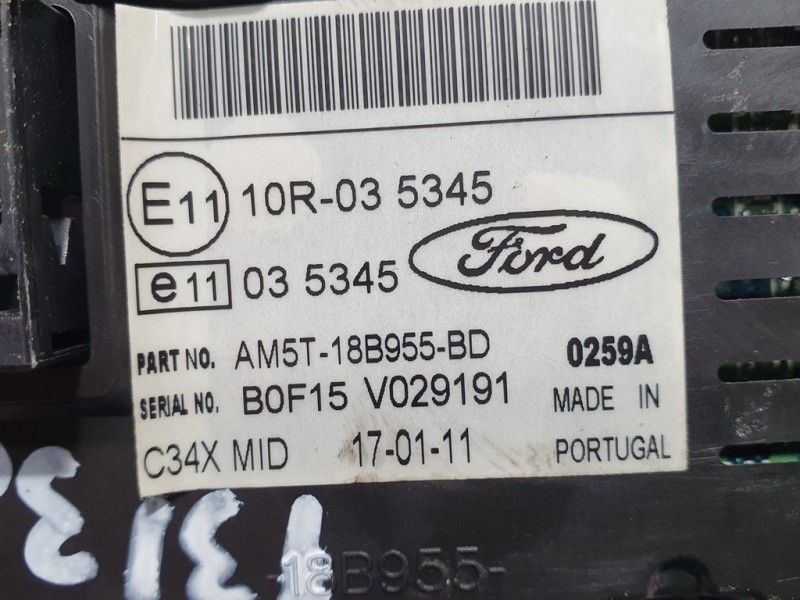 E11 10R-03 5345
e11 03 5345 Ford
PART NO. AM5T-18B955-BD 0259A
SERIAL NO. B0F15 V029191 MADE IN
C34X MID 17-01-11 PORTUGAL
-18B955-